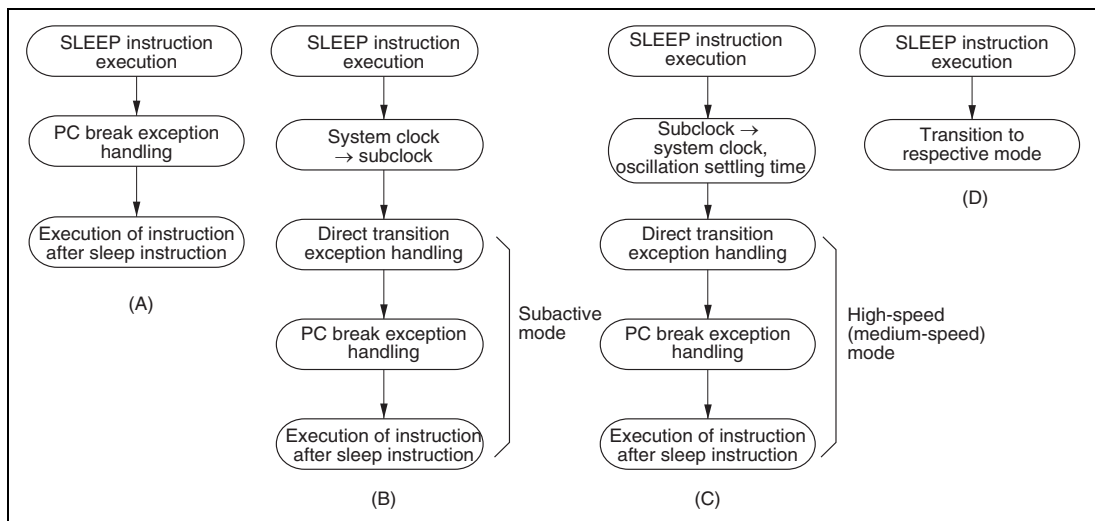 SLEEP instruction
execution
PC break exception
handling
Execution of instruction
after sleep instruction
(A)
SLEEP instruction
execution
System clock
→ subclock
Direct transition
exception handling
PC break exception
handling
Execution of instruction
after sleep instruction
Subactive
mode
(B)
SLEEP instruction
execution
Subclock →
system clock,
oscillation settling time
Direct transition
exception handling
PC break exception
handling
Execution of instruction
after sleep instruction
High-speed
(medium-speed)
mode
(C)
SLEEP instruction
execution
Transition to
respective mode
(D)